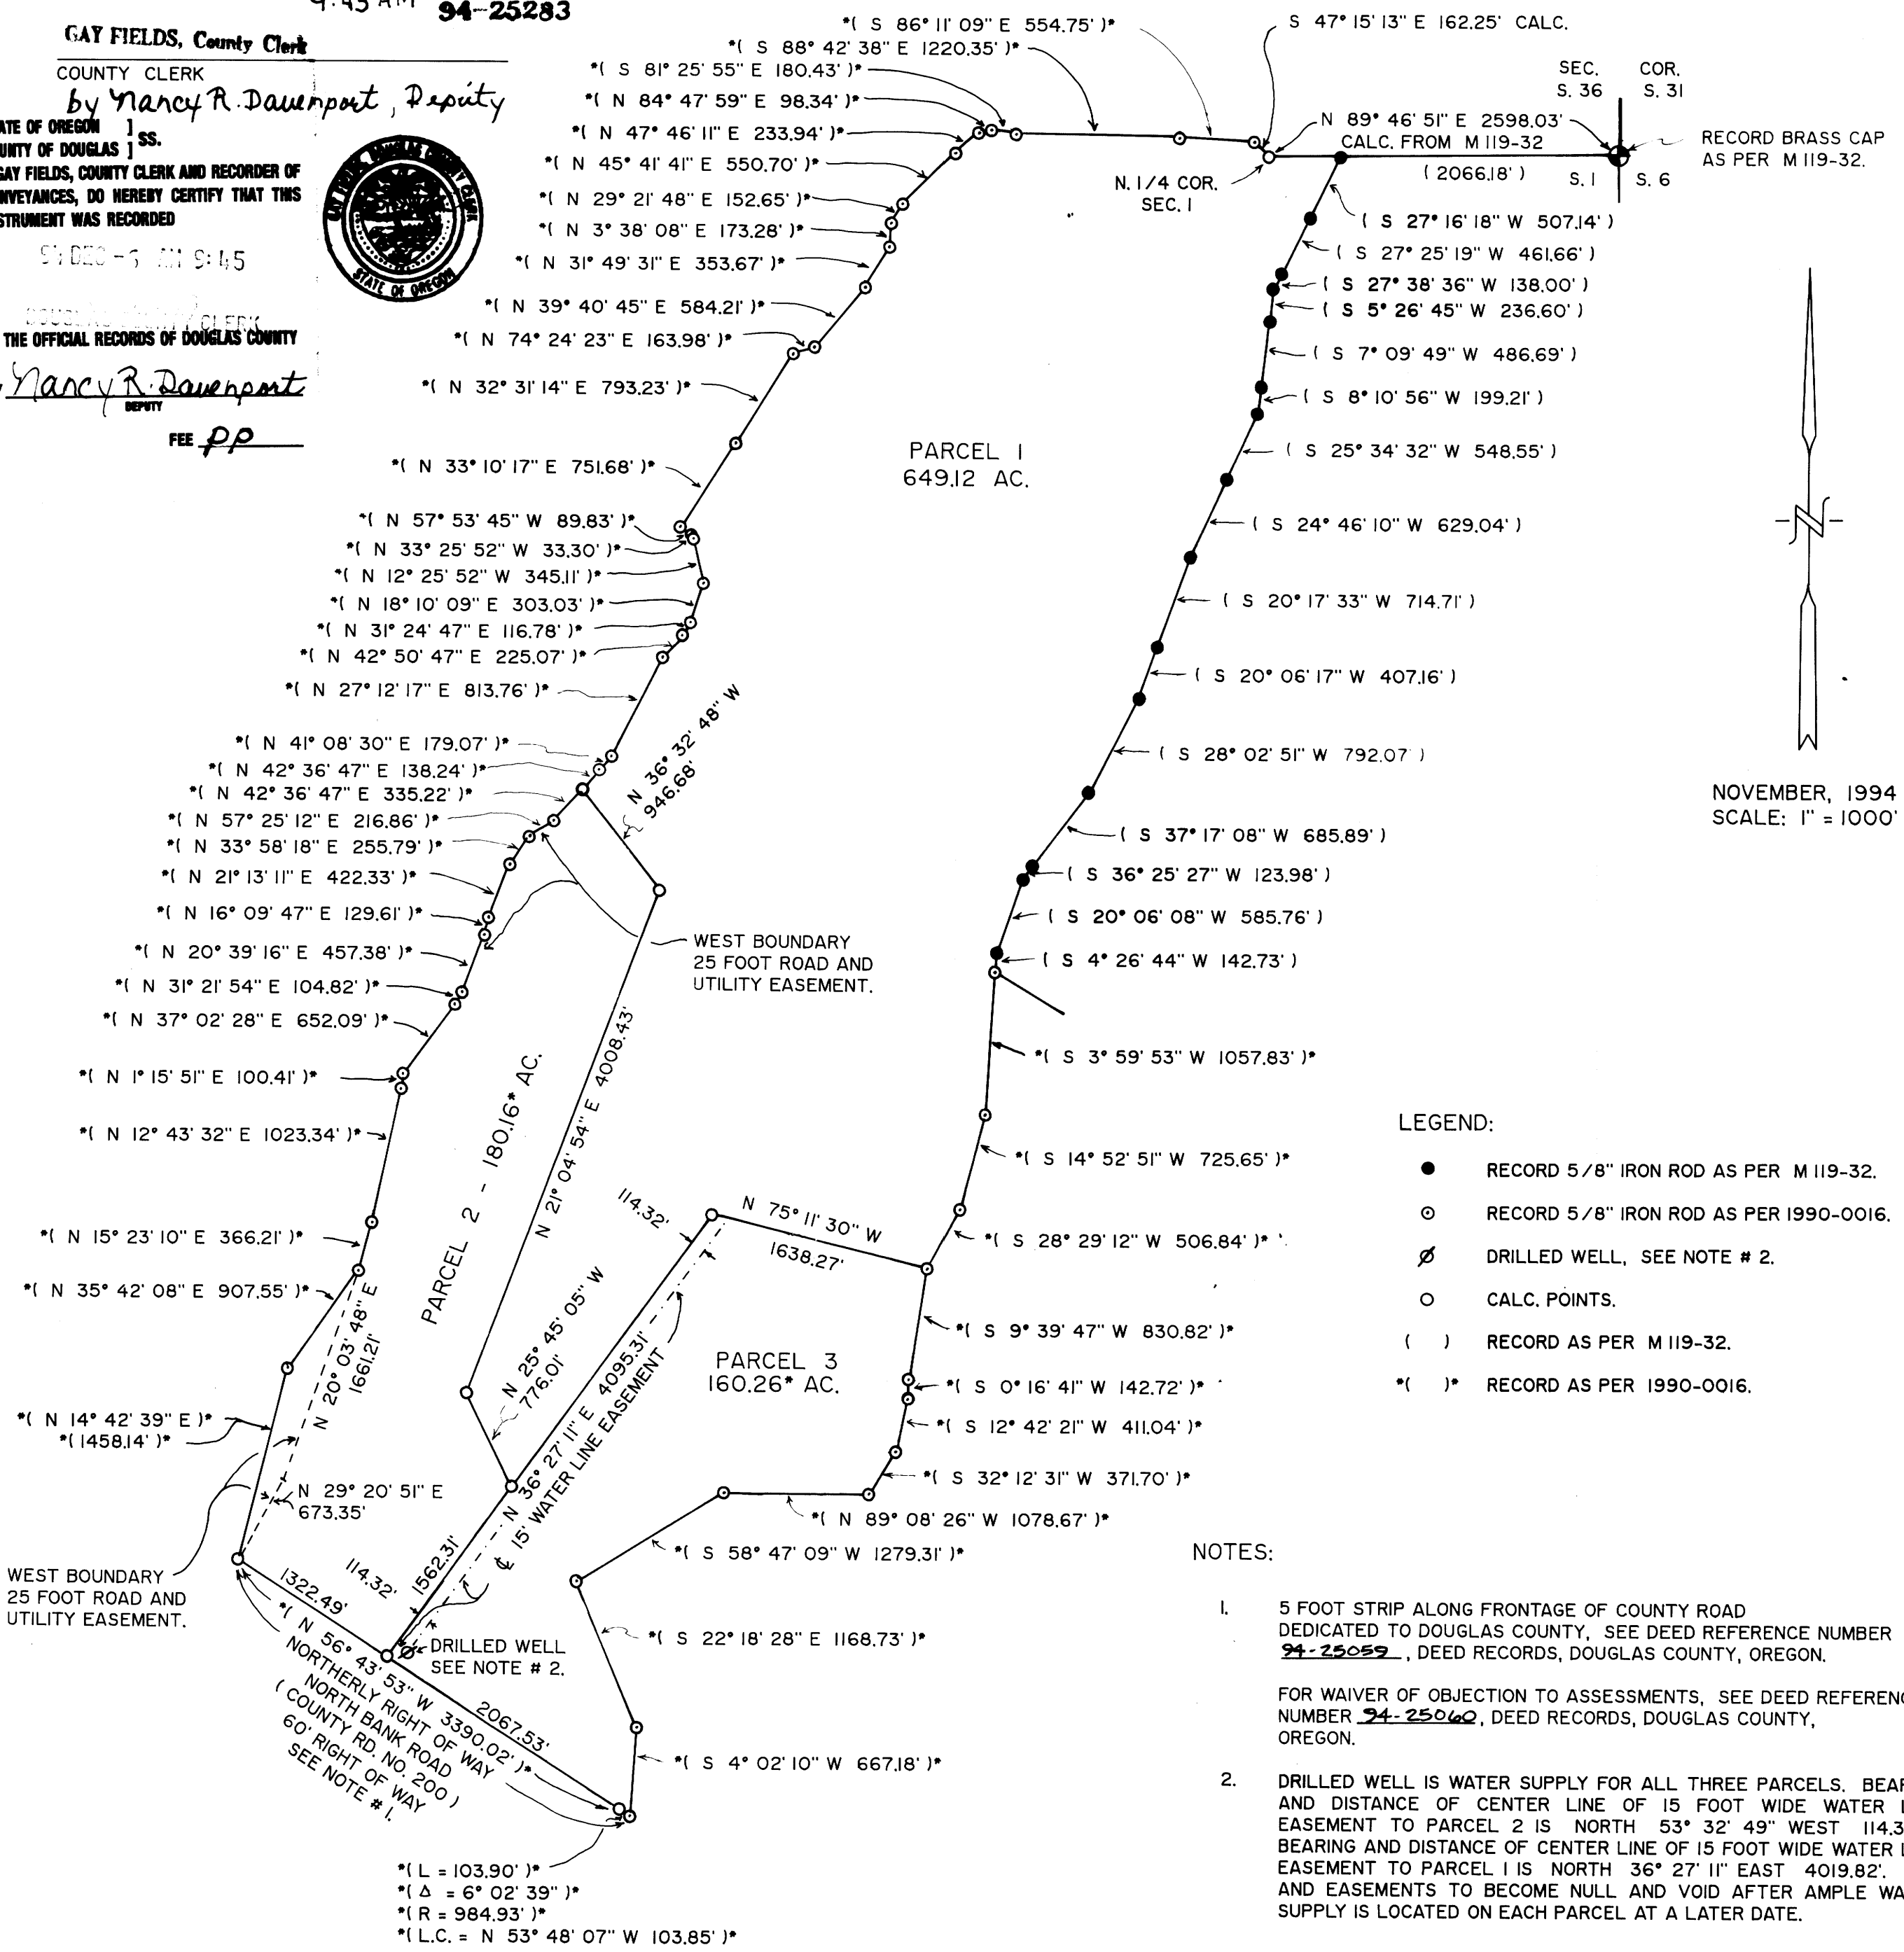 9:45 AM 94-25283
GAY FIELDS, County Clerk
COUNTY CLERK
by Nancy R. Davenport, Deputy
ATE OF OREGON ] SS.
UNTY OF DOUGLAS ]
GAY FIELDS, COUNTY CLERK AND RECORDER OF
NVEYANCES, DO HEREBY CERTIFY THAT THIS
STRUMENT WAS RECORDED
94 DEC -6 AM 9:45
DOUGLAS COUNTY CLERK
THE OFFICIAL RECORDS OF DOUGLAS COUNTY
Nancy R. Davenport
DEPUTY
FEE PP
GAY FIELDS, DOUGLAS COUNTY CLERK
STATE OF OREGON
*( S 86° 11' 09" E 554.75' )*
*( S 88° 42' 38" E 1220.35' )*
*( S 81° 25' 55" E 180.43' )*
*( N 84° 47' 59" E 98.34' )*
*( N 47° 46' 11" E 233.94' )*
*( N 45° 41' 41" E 550.70' )*
*( N 29° 21' 48" E 152.65' )*
*( N 3° 38' 08" E 173.28' )*
*( N 31° 49' 31" E 353.67' )*
*( N 39° 40' 45" E 584.21' )*
*( N 74° 24' 23" E 163.98' )*
*( N 32° 31' 14" E 793.23' )*
*( N 33° 10' 17" E 751.68' )*
*( N 57° 53' 45" W 89.83' )*
*( N 33° 25' 52" W 33.30' )*
*( N 12° 25' 52" W 345.11' )*
*( N 18° 10' 09" E 303.03' )*
*( N 31° 24' 47" E 116.78' )*
*( N 42° 50' 47" E 225.07' )*
*( N 27° 12' 17" E 813.76' )*
*( N 41° 08' 30" E 179.07' )*
*( N 42° 36' 47" E 138.24' )*
*( N 42° 36' 47" E 335.22' )*
*( N 57° 25' 12" E 216.86' )*
*( N 33° 58' 18" E 255.79' )*
*( N 21° 13' 11" E 422.33' )*
*( N 16° 09' 47" E 129.61' )*
*( N 20° 39' 16" E 457.38' )*
*( N 31° 21' 54" E 104.82' )*
*( N 37° 02' 28" E 652.09' )*
*( N 1° 15' 51" E 100.41' )*
*( N 12° 43' 32" E 1023.34' )*
*( N 15° 23' 10" E 366.21' )*
*( N 35° 42' 08" E 907.55' )*
*( N 14° 42' 39" E )*
*( 1458.14' )*
S 47° 15' 13" E 162.25' CALC.
SEC. COR.
S. 36 S. 31
N 89° 46' 51" E 2598.03'
CALC. FROM M 119-32
( 2066.18' )
S. 1 S. 6
RECORD BRASS CAP
AS PER M 119-32.
N. 1/4 COR.
SEC. 1
( S 27° 16' 18" W 507.14' )
( S 27° 25' 19" W 461.66' )
( S 27° 38' 36" W 138.00' )
( S 5° 26' 45" W 236.60' )
( S 7° 09' 49" W 486.69' )
( S 8° 10' 56" W 199.21' )
( S 25° 34' 32" W 548.55' )
( S 24° 46' 10" W 629.04' )
( S 20° 17' 33" W 714.71' )
( S 20° 06' 17" W 407.16' )
( S 28° 02' 51" W 792.07' )
( S 37° 17' 08" W 685.89' )
( S 36° 25' 27" W 123.98' )
( S 20° 06' 08" W 585.76' )
( S 4° 26' 44" W 142.73' )
*( S 3° 59' 53" W 1057.83' )*
*( S 14° 52' 51" W 725.65' )*
*( S 28° 29' 12" W 506.84' )*
*( S 9° 39' 47" W 830.82' )*
*( S 0° 16' 41" W 142.72' )*
*( S 12° 42' 21" W 411.04' )*
*( S 32° 12' 31" W 371.70' )*
*( N 89° 08' 26" W 1078.67' )*
*( S 58° 47' 09" W 1279.31' )*
*( S 22° 18' 28" E 1168.73' )*
*( S 4° 02' 10" W 667.18' )*
PARCEL 1
649.12 AC.
N
NOVEMBER, 1994
SCALE: 1" = 1000'
N 36° 32' 48" W
946.68'
WEST BOUNDARY
25 FOOT ROAD AND
UTILITY EASEMENT.
PARCEL 2 - 180.16* AC.
N 21° 04' 54" E 4008.43'
114.32'
N 75° 11' 30" W
1638.27'
N 25° 45' 05" W
776.01'
N 36° 27' 11" E 4095.31'
℄ 15' WATER LINE EASEMENT
PARCEL 3
160.26* AC.
N 20° 03' 48" E
1661.21'
N 29° 20' 51" E
673.35'
WEST BOUNDARY
25 FOOT ROAD AND
UTILITY EASEMENT.
1322.49'
114.32'
1562.31'
DRILLED WELL
SEE NOTE # 2.
*( N 56° 43' 53" W 3390.02' )*
2067.53'
NORTHERLY RIGHT OF WAY
NORTH BANK ROAD
( COUNTY RD. NO. 200 )
60' RIGHT OF WAY
SEE NOTE # 1.
*( L = 103.90' )*
*( Δ = 6° 02' 39" )*
*( R = 984.93' )*
*( L.C. = N 53° 48' 07" W 103.85' )*
LEGEND:
● RECORD 5/8" IRON ROD AS PER M 119-32.
⊙ RECORD 5/8" IRON ROD AS PER 1990-0016.
Ø DRILLED WELL, SEE NOTE # 2.
○ CALC. POINTS.
( ) RECORD AS PER M 119-32.
*( )* RECORD AS PER 1990-0016.
NOTES:
1. 5 FOOT STRIP ALONG FRONTAGE OF COUNTY ROAD
DEDICATED TO DOUGLAS COUNTY, SEE DEED REFERENCE NUMBER
94-25059, DEED RECORDS, DOUGLAS COUNTY, OREGON.
FOR WAIVER OF OBJECTION TO ASSESSMENTS, SEE DEED REFERENC
NUMBER 94-25060, DEED RECORDS, DOUGLAS COUNTY,
OREGON.
2. DRILLED WELL IS WATER SUPPLY FOR ALL THREE PARCELS. BEAR
AND DISTANCE OF CENTER LINE OF 15 FOOT WIDE WATER L
EASEMENT TO PARCEL 2 IS NORTH 53° 32' 49" WEST 114.3
BEARING AND DISTANCE OF CENTER LINE OF 15 FOOT WIDE WATER L
EASEMENT TO PARCEL 1 IS NORTH 36° 27' 11" EAST 4019.82'.
AND EASEMENTS TO BECOME NULL AND VOID AFTER AMPLE WA
SUPPLY IS LOCATED ON EACH PARCEL AT A LATER DATE.